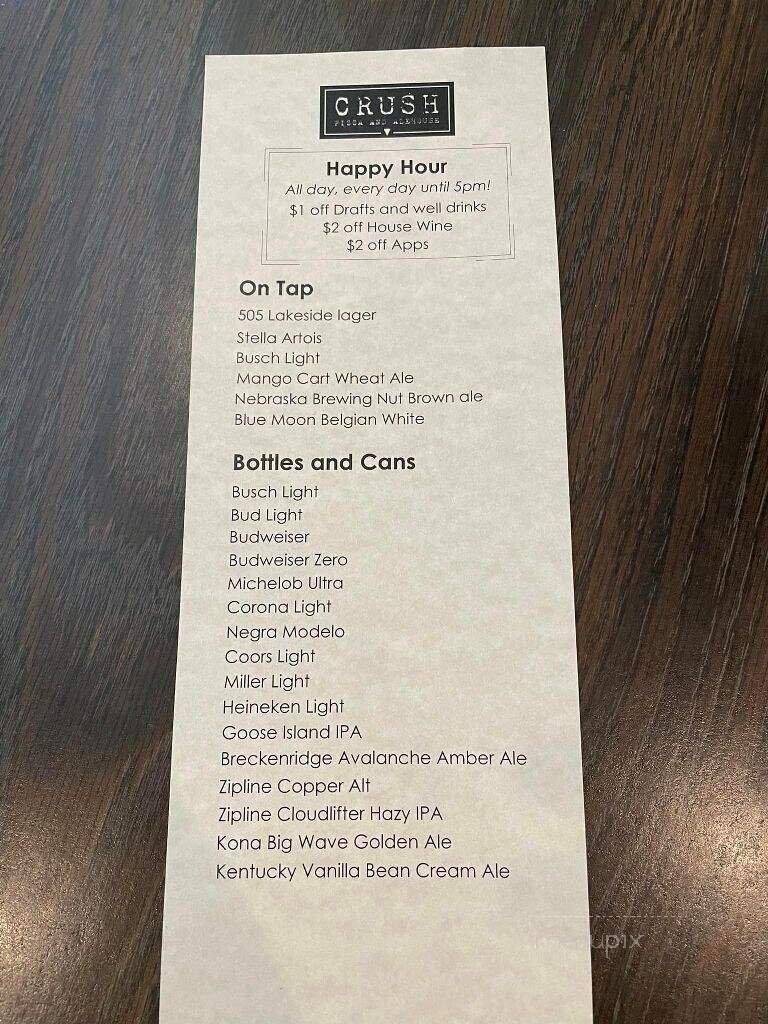 CRUSH
PIZZA AND ALEHOUSE
Happy Hour
All day, every day until 5pm!
$1 off Drafts and well drinks
$2 off House Wine
$2 off Apps
On Tap
505 Lakeside lager
Stella Artois
Busch Light
Mango Cart Wheat Ale
Nebraska Brewing Nut Brown ale
Blue Moon Belgian White
Bottles and Cans
Busch Light
Bud Light
Budweiser
Budweiser Zero
Michelob Ultra
Corona Light
Negra Modelo
Coors Light
Miller Light
Heineken Light
Goose Island IPA
Breckenridge Avalanche Amber Ale
Zipline Copper Alt
Zipline Cloudlifter Hazy IPA
Kona Big Wave Golden Ale
Kentucky Vanilla Bean Cream Ale